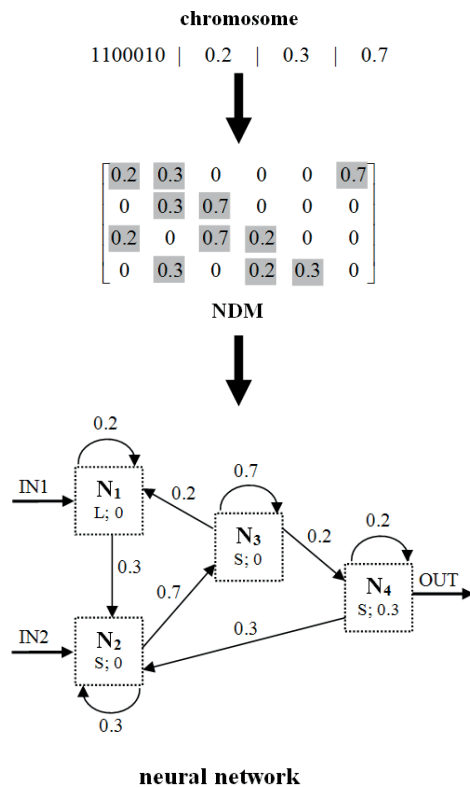 chromosome
1100010 | 0.2 | 0.3 | 0.7
0.2 0.3 0 0 0 0.7
0 0.3 0.7 0 0 0
0.2 0 0.7 0.2 0 0
0 0.3 0 0.2 0.3 0
NDM
0.2
IN1
N1
L; 0
0.2
0.7
N3
S; 0
0.2
0.2
N4
S; 0.3
OUT
0.3
0.7
0.3
IN2
N2
S; 0
0.3
neural network